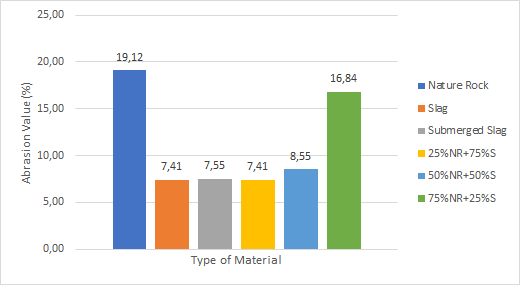 25,00
20,00
15,00
10,00
5,00
0,00
Abrasion Value (%)
19,12
7,41
7,55
7,41
8,55
16,84
Type of Material
Nature Rock
Slag
Submerged Slag
25%NR+75%S
50%NR+50%S
75%NR+25%S